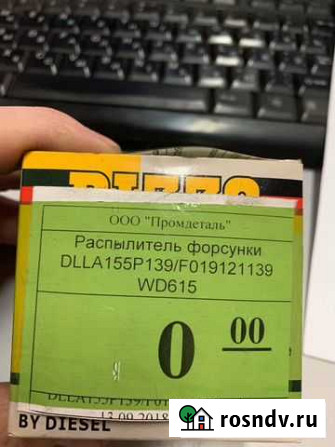 ООО "Промдеталь"
Распылитель форсунки
DLLA155P139/F019121139
WD615
0 00
BY DIESEL
rosndv.ru